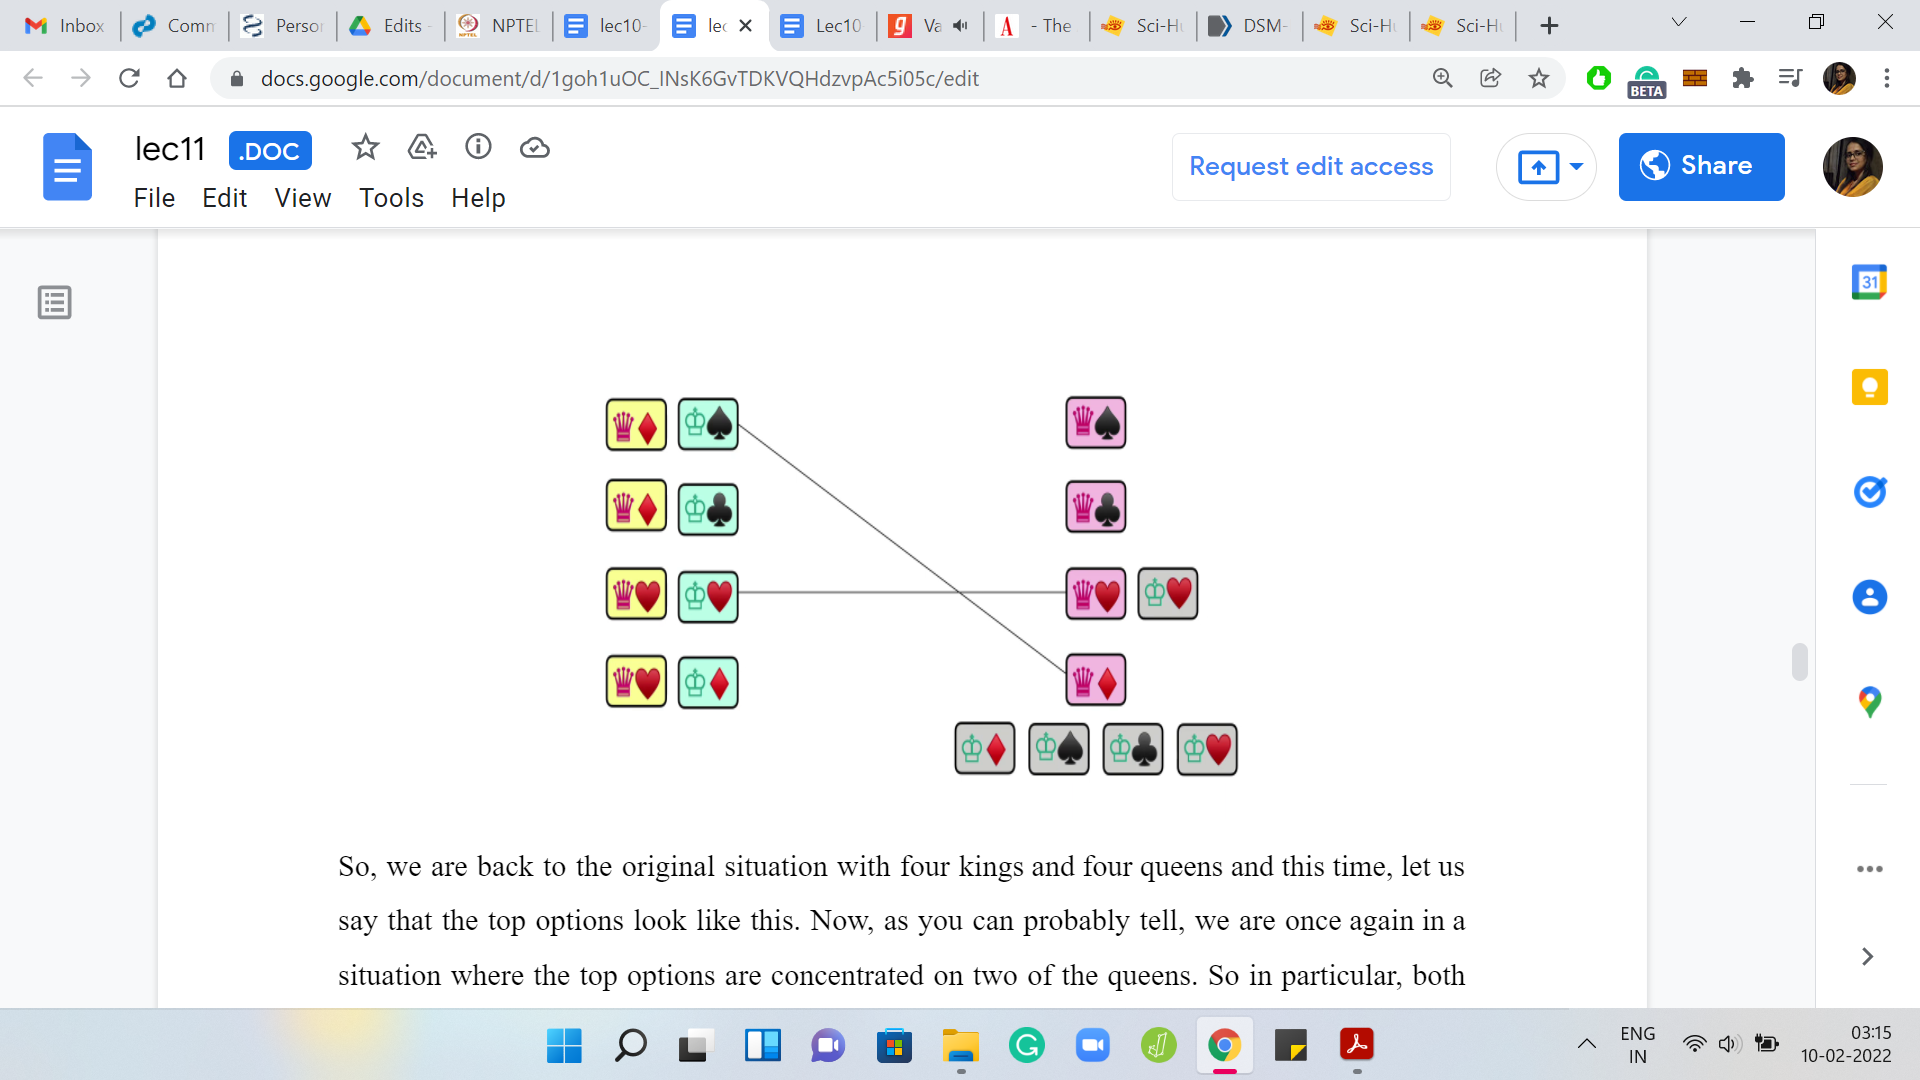 Inbox Comm Persor Edits - NPTEL lec10- lec Lec10 Va - The Sci-Hu DSM- Sci-Hu Sci-Hu
docs.google.com/document/d/1goh1uOC_INsK6GvTDKVQHdzvpAc5i05c/edit
BETA
lec11 .DOC
Request edit access
Share
File Edit View Tools Help
31
So, we are back to the original situation with four kings and four queens and this time, let us
say that the top options look like this. Now, as you can probably tell, we are once again in a
situation where the top options are concentrated on two of the queens. So in particular, both
ENG
IN
03:15
10-02-2022